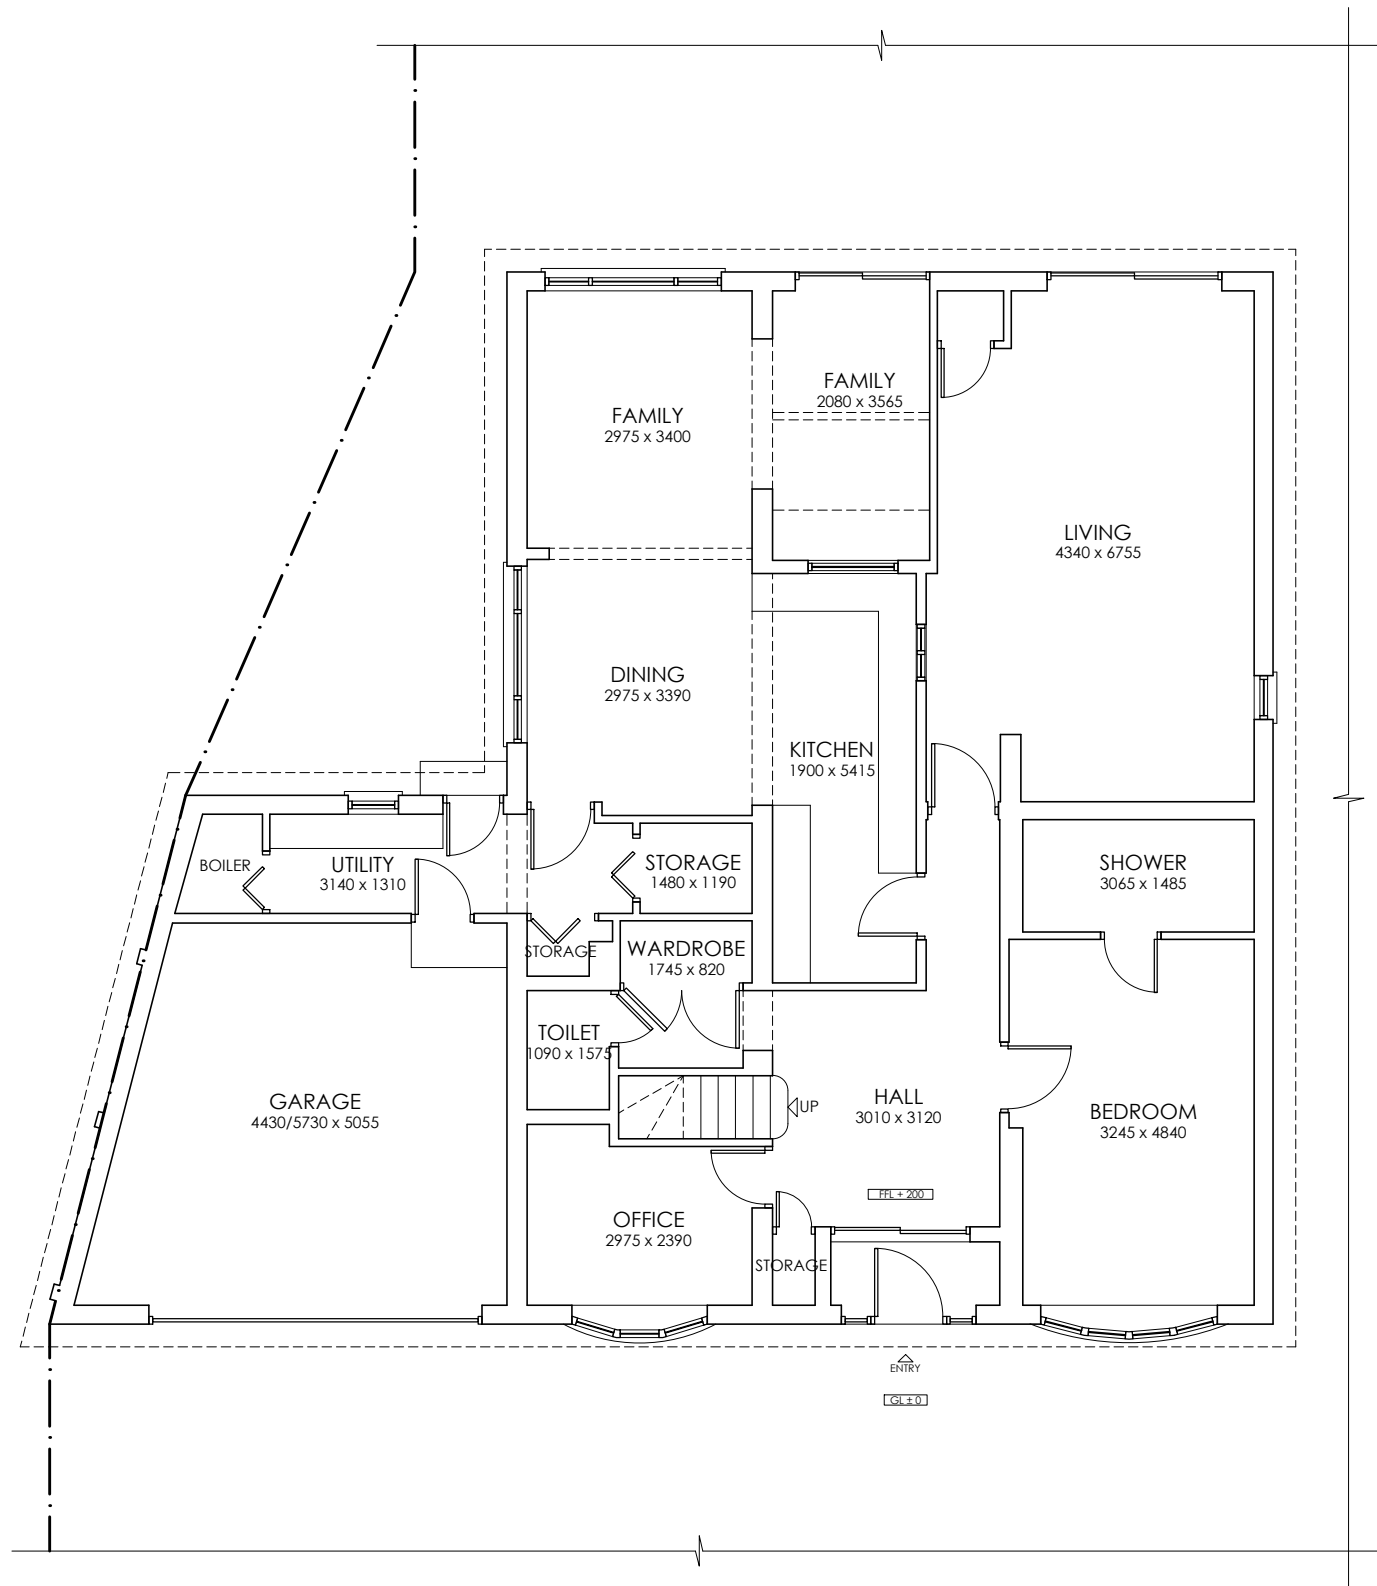 FAMILY
2080 x 3565
FAMILY
2975 x 3400
LIVING
4340 x 6755
DINING
2975 x 3390
KITCHEN
1900 x 5415
BOILER
UTILITY
3140 x 1310
STORAGE
1480 x 1190
SHOWER
3065 x 1485
STORAGE
WARDROBE
1745 x 820
TOILET
1090 x 1575
GARAGE
4430/5730 x 5055
UP
HALL
3010 x 3120
BEDROOM
3245 x 4840
FFL + 200
OFFICE
2975 x 2390
STORAGE
ENTRY
GL ± 0